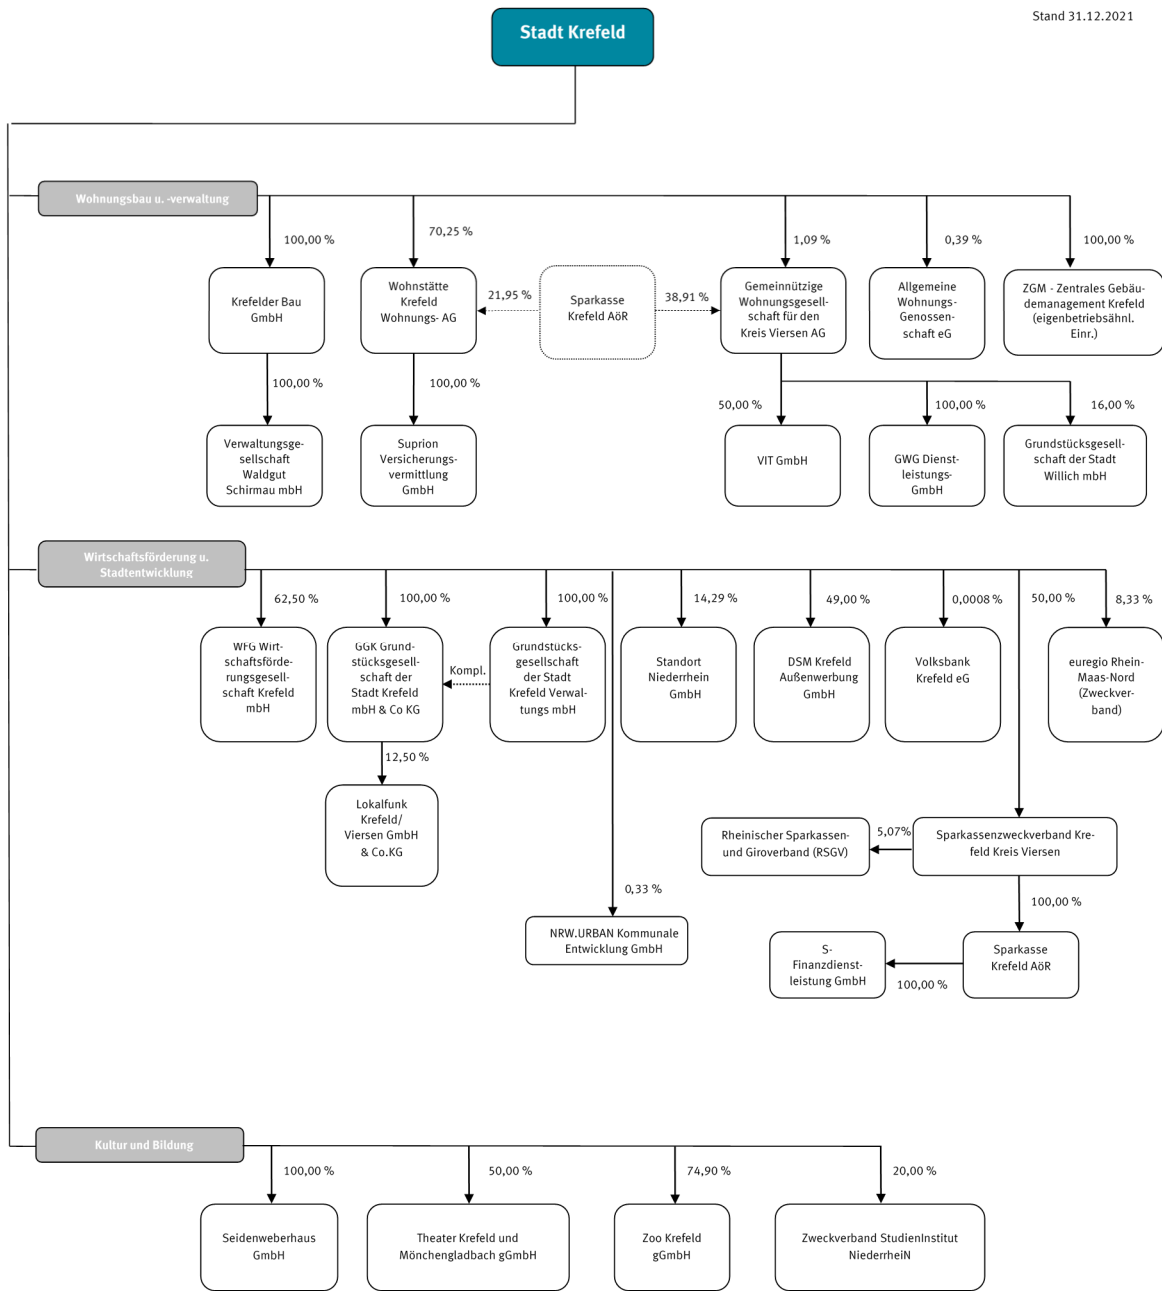 Stadt Krefeld
Stand 31.12.2021
Wohnungsbau u. -verwaltung
100,00 %
70,25 %
1,09 %
0,39 %
100,00 %
Krefelder Bau
GmbH
Wohnstätte
Krefeld
Wohnungs- AG
21,95 %
Sparkasse
Krefeld AöR
38,91 %
Gemeinnützige
Wohnungsgesell-
schaft für den
Kreis Viersen AG
Allgemeine
Wohnungs-
Genossen-
schaft eG
ZGM - Zentrales Gebäu-
demanagement Krefeld
(eigenbetriebsähnl.
Einr.)
100,00 %
100,00 %
50,00 %
100,00 %
16,00 %
Verwaltungsge-
sellschaft
Waldgut
Schirmau mbH
Suprion
Versicherungs-
vermittlung
GmbH
VIT GmbH
GWG Dienst-
leistungs-
GmbH
Grundstücksgesell-
schaft der Stadt
Willich mbH
Wirtschaftsförderung u.
Stadtentwicklung
62,50 %
100,00 %
100,00 %
14,29 %
49,00 %
0,0008 %
50,00 %
8,33 %
WFG Wirt-
schaftsförde-
rungsgesell-
schaft Krefeld
mbH
GGK Grund-
stücksgesell-
schaft der
Stadt Krefeld
mbH & Co KG
Kompl.
Grundstücks-
gesellschaft
der Stadt
Krefeld Verwal-
tungs mbH
Standort
Niederrhein
GmbH
DSM Krefeld
Außenwerbung
GmbH
Volksbank
Krefeld eG
euregio Rhein-
Maas-Nord
(Zweckver-
band)
12,50 %
Lokalfunk
Krefeld/
Viersen GmbH
& Co.KG
Rheinischer Sparkassen-
und Giroverband (RSGV)
5,07%
Sparkassenzweckverband Kre-
feld Kreis Viersen
0,33 %
100,00 %
NRW.URBAN Kommunale
Entwicklung GmbH
S-
Finanzdienst-
leistung GmbH
100,00 %
Sparkasse
Krefeld AöR
Kultur und Bildung
100,00 %
50,00 %
74,90 %
20,00 %
Seidenweberhaus
GmbH
Theater Krefeld und
Mönchengladbach gGmbH
Zoo Krefeld
gGmbH
Zweckverband StudienInstitut
NiederrheiN